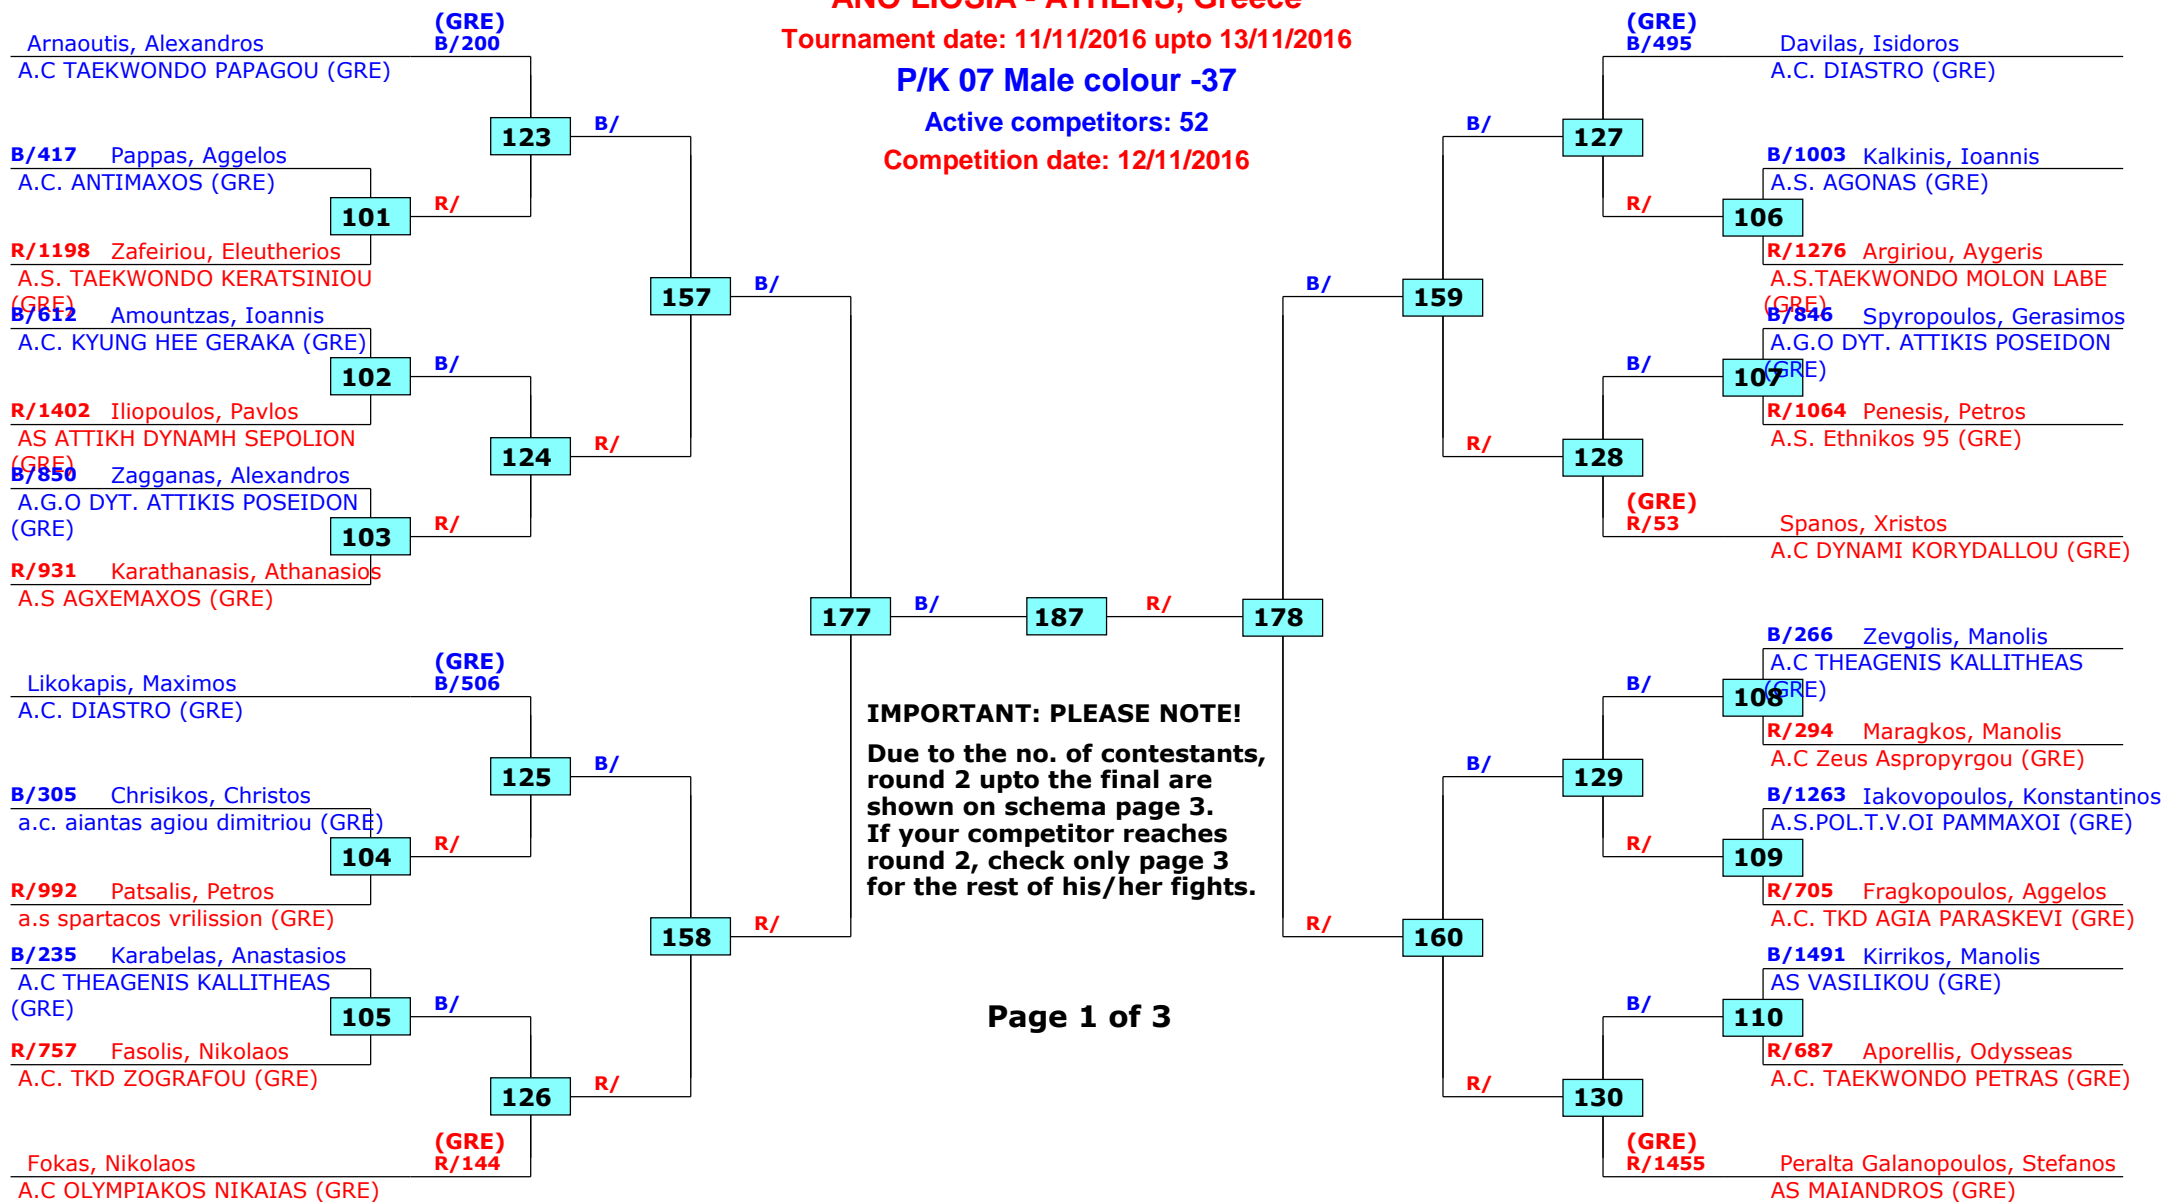 ANO LIOSIA - ATHENS, Greece
Tournament date: 11/11/2016 upto 13/11/2016
P/K 07 Male colour -37
Active competitors: 52
Competition date: 12/11/2016
(GRE)
Arnaoutis, Alexandros B/200
A.C TAEKWONDO PAPAGOU (GRE)
123
B/
B/417 Pappas, Aggelos
A.C. ANTIMAXOS (GRE)
101
R/
R/1198 Zafeiriou, Eleutherios
A.S. TAEKWONDO KERATSINIOU
(GRE)
157
B/
B/612 Amountzas, Ioannis
A.C. KYUNG HEE GERAKA (GRE)
102
B/
R/1402 Iliopoulos, Pavlos
AS ATTIKH DYNAMH SEPOLION
(GRE)
124
R/
B/850 Zagganas, Alexandros
A.G.O DYT. ATTIKIS POSEIDON
(GRE)
103
R/
R/931 Karathanasis, Athanasios
A.S AGXEMAXOS (GRE)
177
B/
187
R/
178
(GRE)
Likokapis, Maximos B/506
A.C. DIASTRO (GRE)
125
B/
B/305 Chrisikos, Christos
a.c. aiantas agiou dimitriou (GRE)
104
R/
R/992 Patsalis, Petros
a.s spartacos vrilission (GRE)
158
R/
B/235 Karabelas, Anastasios
A.C THEAGENIS KALLITHEAS
(GRE)
105
B/
R/757 Fasolis, Nikolaos
A.C. TKD ZOGRAFOU (GRE)
126
R/
(GRE)
Fokas, Nikolaos R/144
A.C OLYMPIAKOS NIKAIAS (GRE)
IMPORTANT: PLEASE NOTE!
Due to the no. of contestants,
round 2 upto the final are
shown on schema page 3.
If your competitor reaches
round 2, check only page 3
for the rest of his/her fights.
Page 1 of 3
(GRE)
B/495 Davilas, Isidoros
A.C. DIASTRO (GRE)
B/
127
B/1003 Kalkinis, Ioannis
A.S. AGONAS (GRE)
R/
106
R/1276 Argiriou, Aygeris
A.S.TAEKWONDO MOLON LABE
(GRE)
B/
159
B/846 Spyropoulos, Gerasimos
A.G.O DYT. ATTIKIS POSEIDON
(GRE)
B/
107
R/1064 Penesis, Petros
A.S. Ethnikos 95 (GRE)
R/
128
(GRE)
R/53 Spanos, Xristos
A.C DYNAMI KORYDALLOU (GRE)
B/266 Zevgolis, Manolis
A.C THEAGENIS KALLITHEAS
(GRE)
B/
108
R/294 Maragkos, Manolis
A.C Zeus Aspropyrgou (GRE)
B/
129
B/1263 Iakovopoulos, Konstantinos
A.S.POL.T.V.OI PAMMAXOI (GRE)
R/
109
R/705 Fragkopoulos, Aggelos
A.C. TKD AGIA PARASKEVI (GRE)
R/
160
B/1491 Kirrikos, Manolis
AS VASILIKOU (GRE)
B/
110
R/687 Aporellis, Odysseas
A.C. TAEKWONDO PETRAS (GRE)
R/
130
(GRE)
R/1455 Peralta Galanopoulos, Stefanos
AS MAIANDROS (GRE)